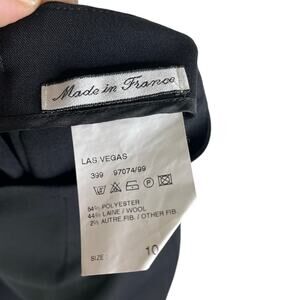 Made in France
LAS VEGAS
399 97074/99
54% POLYESTER
44% LAINE / WOOL
2% AUTRE FIB. / OTHER FIB.
SIZE 10